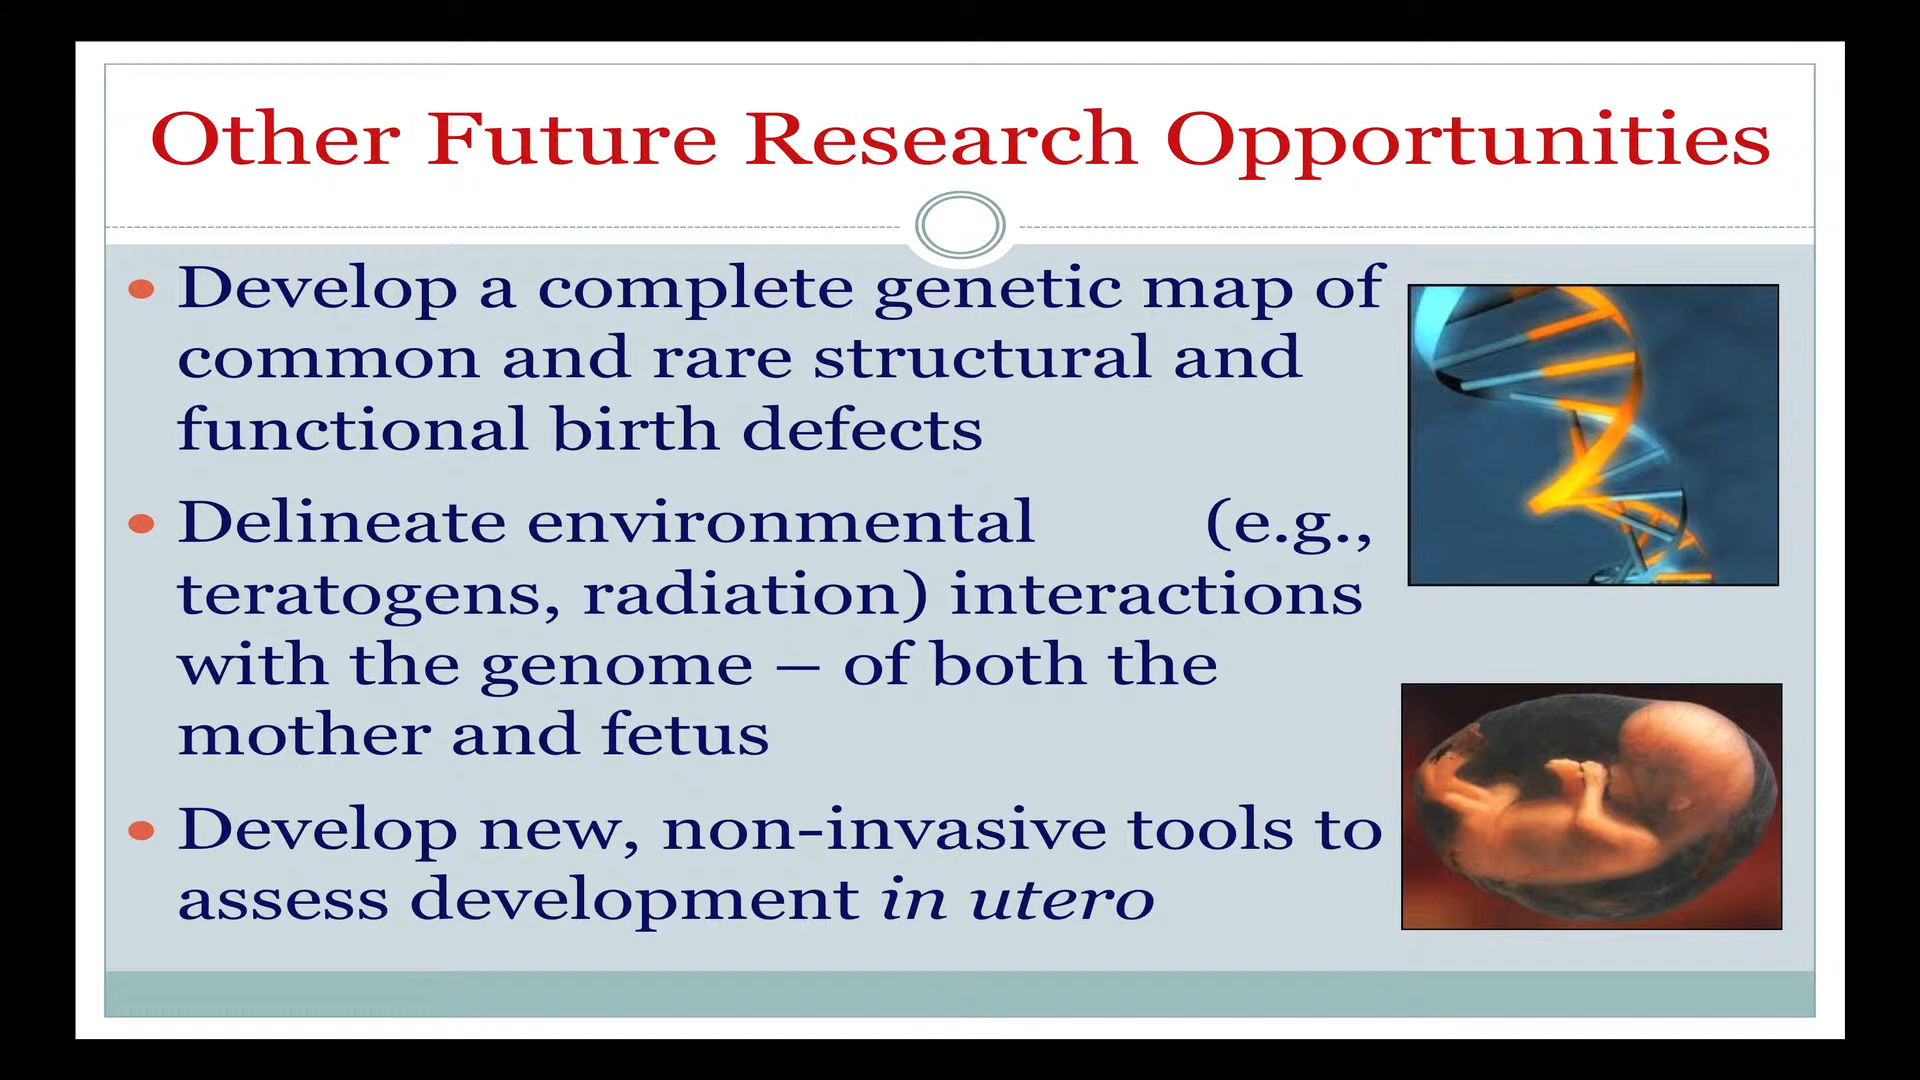 Other Future Research Opportunities
• Develop a complete genetic map of
common and rare structural and
functional birth defects
• Delineate environmental (e.g.,
teratogens, radiation) interactions
with the genome – of both the
mother and fetus
• Develop new, non-invasive tools to
assess development in utero